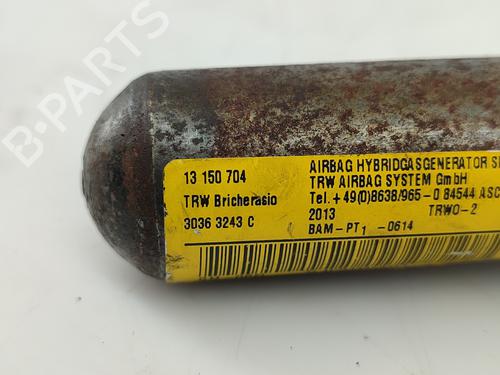 B-PARTS
13 150 704
TRW Bricherasio
3036 3243 C
AIRBAG HYBRIDGASGENERATOR
TRW AIRBAG SYSTEM GmbH
Tel.+49(0)8638/965-0 84544 ASC
2013 TRWO-2
BAM-PT1 -0614